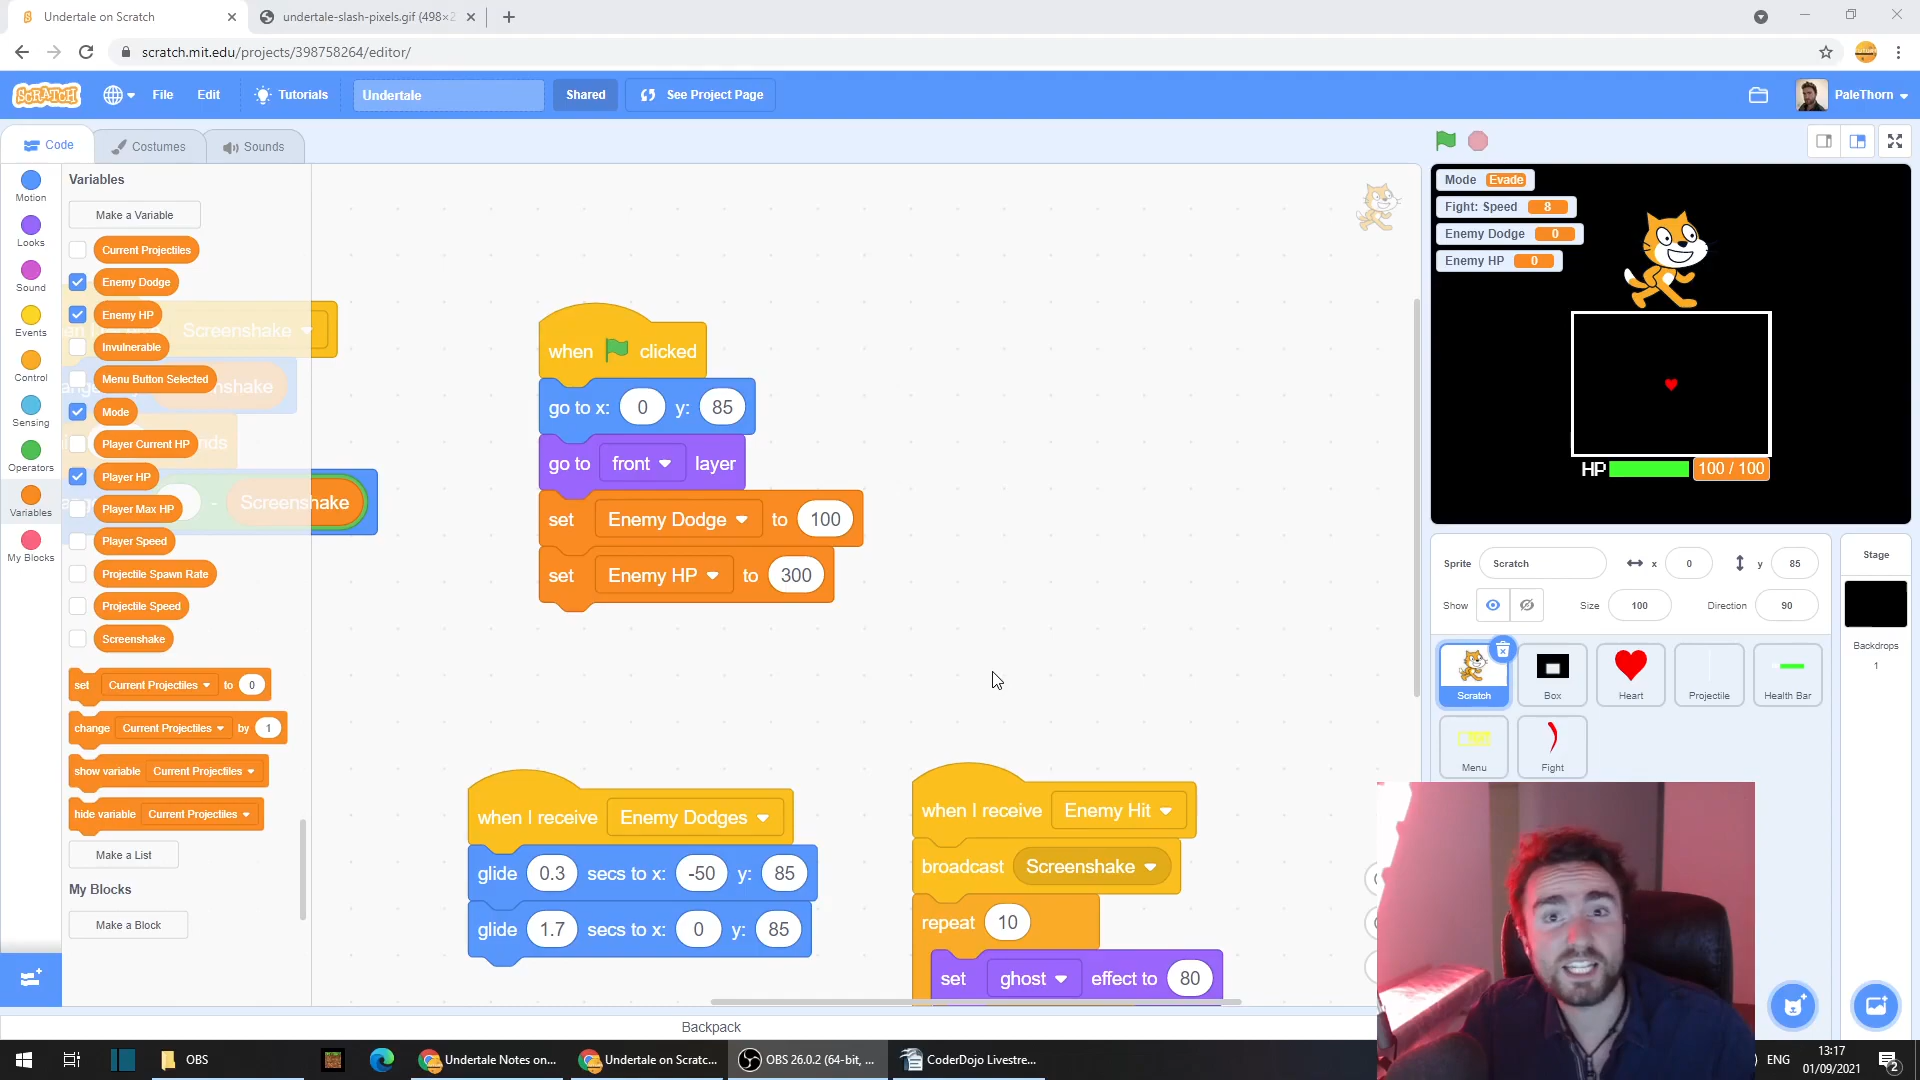 Undertale on Scratch
undertale-slash-pixels.gif (498×2
scratch.mit.edu/projects/398758264/editor/
SCRATCH
File
Edit
Tutorials
Undertale
Shared
See Project Page
PaleThorn
Code
Costumes
Sounds
Motion
Looks
Sound
Events
Control
Sensing
Operators
Variables
My Blocks
Variables
Make a Variable
Current Projectiles
Enemy Dodge
Enemy HP
Invulnerable
Menu Button Selected
Mode
Player Current HP
Player HP
Player Max HP
Player Speed
Projectile Spawn Rate
Projectile Speed
Screenshake
set Current Projectiles to 0
change Current Projectiles by 1
show variable Current Projectiles
hide variable Current Projectiles
Make a List
My Blocks
Make a Block
Screenshake
Screenshake
when clicked
go to x: 0 y: 85
go to front layer
set Enemy Dodge to 100
set Enemy HP to 300
when I receive Enemy Dodges
glide 0.3 secs to x: -50 y: 85
glide 1.7 secs to x: 0 y: 85
when I receive Enemy Hit
broadcast Screenshake
repeat 10
set ghost effect to 80
Backpack
Mode Evade
Fight: Speed 8
Enemy Dodge 0
Enemy HP 0
HP 100 / 100
Sprite Scratch x 0 y 85
Show Size 100 Direction 90
Stage
Backdrops
1
Scratch
Box
Heart
Projectile
Health Bar
Menu
Fight
OBS
Undertale Notes on...
Undertale on Scratc...
OBS 26.0.2 (64-bit, ...
CoderDojo Livestre...
ENG
13:17
01/09/2021
2